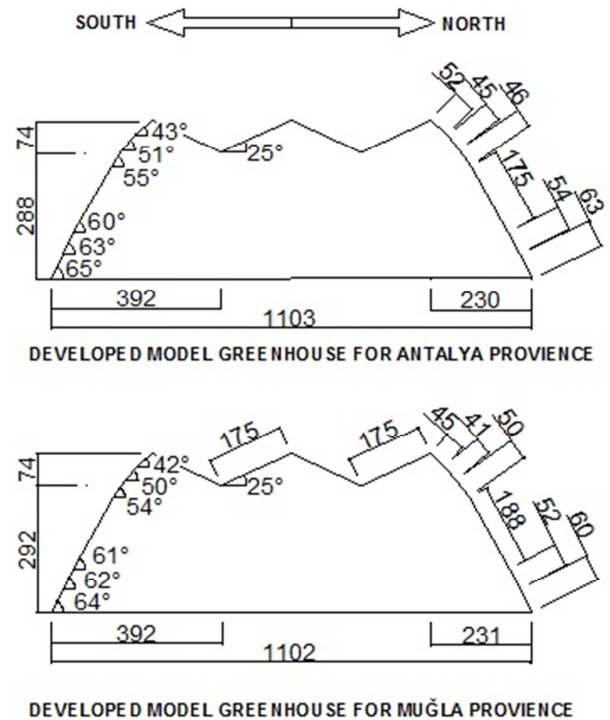 SOUTH NORTH
52 45 46
74 43° 51° 25° 55°
175 54 63
288 60° 63° 65°
392 230
1103
DEVELOPED MODEL GREENHOUSE FOR ANTALYA PROVIENCE
175 175 45 41 50
74 42° 50° 25° 54°
188 52 60
292 61° 62° 64°
392 231
1102
DEVELOPED MODEL GREENHOUSE FOR MUĞLA PROVIENCE